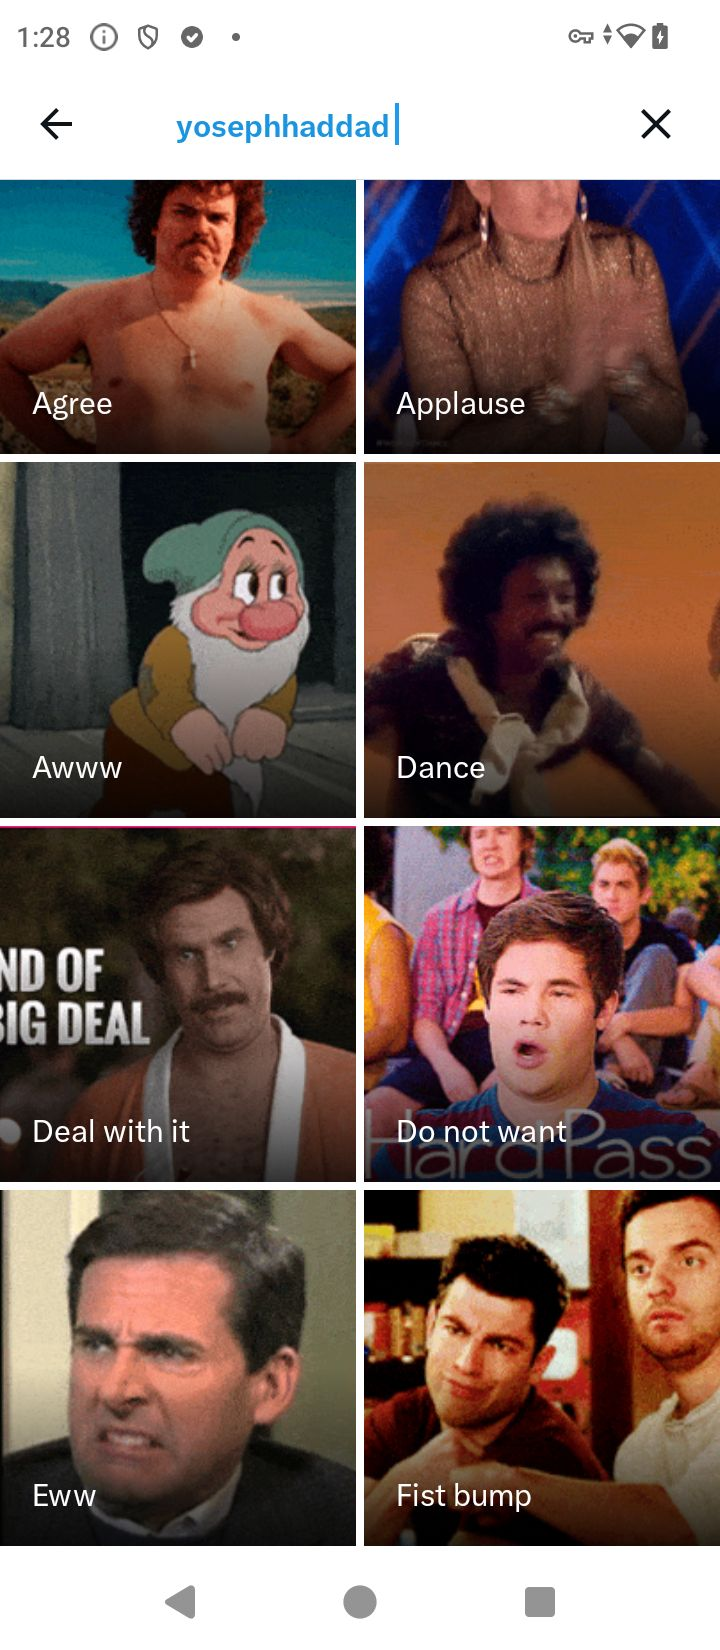 1:28
yosephhaddad
Agree
Applause
Awww
Dance
ND OF
BIG DEAL
Deal with it
Do not want
Hard Pass
Eww
Fist bump